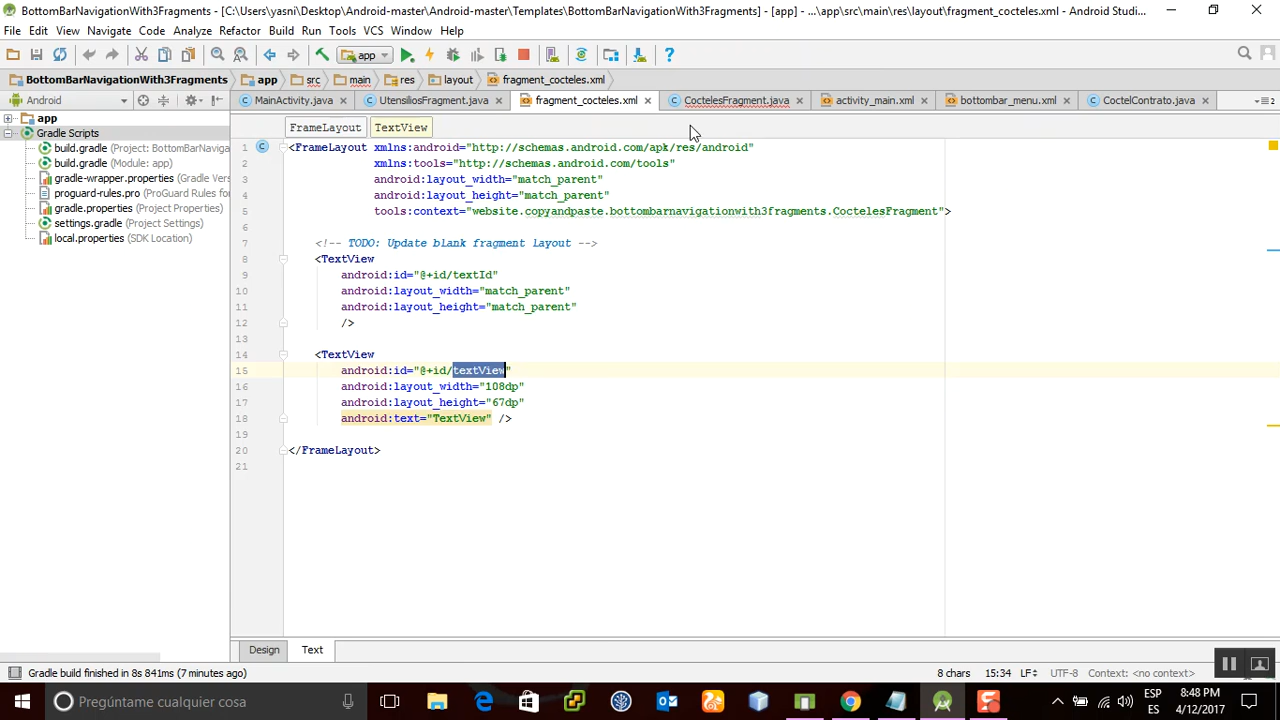 BottomBarNavigationWith3Fragments - [C:\Users\yasni\Desktop\Android-master\Android-master\Templates\BottomBarNavigationWith3Fragments] - [app] - ...\app\src\main\res\layout\fragment_cocteles.xml - Android Studi...
File Edit View Navigate Code Analyze Refactor Build Run Tools VCS Window Help
app
BottomBarNavigationWith3Fragments app src main res layout fragment_cocteles.xml
Android MainActivity.java UtensiliosFragment.java fragment_cocteles.xml CoctelesFragment.java activity_main.xml bottombar_menu.xml CoctelContrato.java
app
Gradle Scripts
build.gradle (Project: BottomBarNaviga
build.gradle (Module: app)
gradle-wrapper.properties (Gradle Vers
proguard-rules.pro (ProGuard Rules for
gradle.properties (Project Properties)
settings.gradle (Project Settings)
local.properties (SDK Location)
FrameLayout TextView
1 <FrameLayout xmlns:android="http://schemas.android.com/apk/res/android"
2 xmlns:tools="http://schemas.android.com/tools"
3 android:layout_width="match_parent"
4 android:layout_height="match_parent"
5 tools:context="website.copyandpaste.bottombarnavigationwith3fragments.CoctelesFragment">
6
7 <!-- TODO: Update blank fragment layout -->
8 <TextView
9 android:id="@+id/textId"
10 android:layout_width="match_parent"
11 android:layout_height="match_parent"
12 />
13
14 <TextView
15 android:id="@+id/textView"
16 android:layout_width="108dp"
17 android:layout_height="67dp"
18 android:text="TextView" />
19
20 </FrameLayout>
21
Design Text
Gradle build finished in 8s 841ms (7 minutes ago) 8 chars 15:34 LF÷ UTF-8 Context: <no context>
Pregúntame cualquier cosa
ESP
ES
8:48 PM
4/12/2017